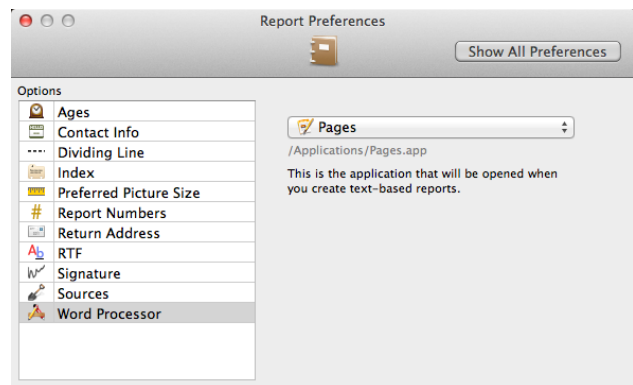 Report Preferences
Show All Preferences
Options
Ages
Contact Info
Dividing Line
Index
Preferred Picture Size
# Report Numbers
Return Address
Ab RTF
Signature
Sources
Word Processor
Pages
/Applications/Pages.app
This is the application that will be opened when
you create text-based reports.